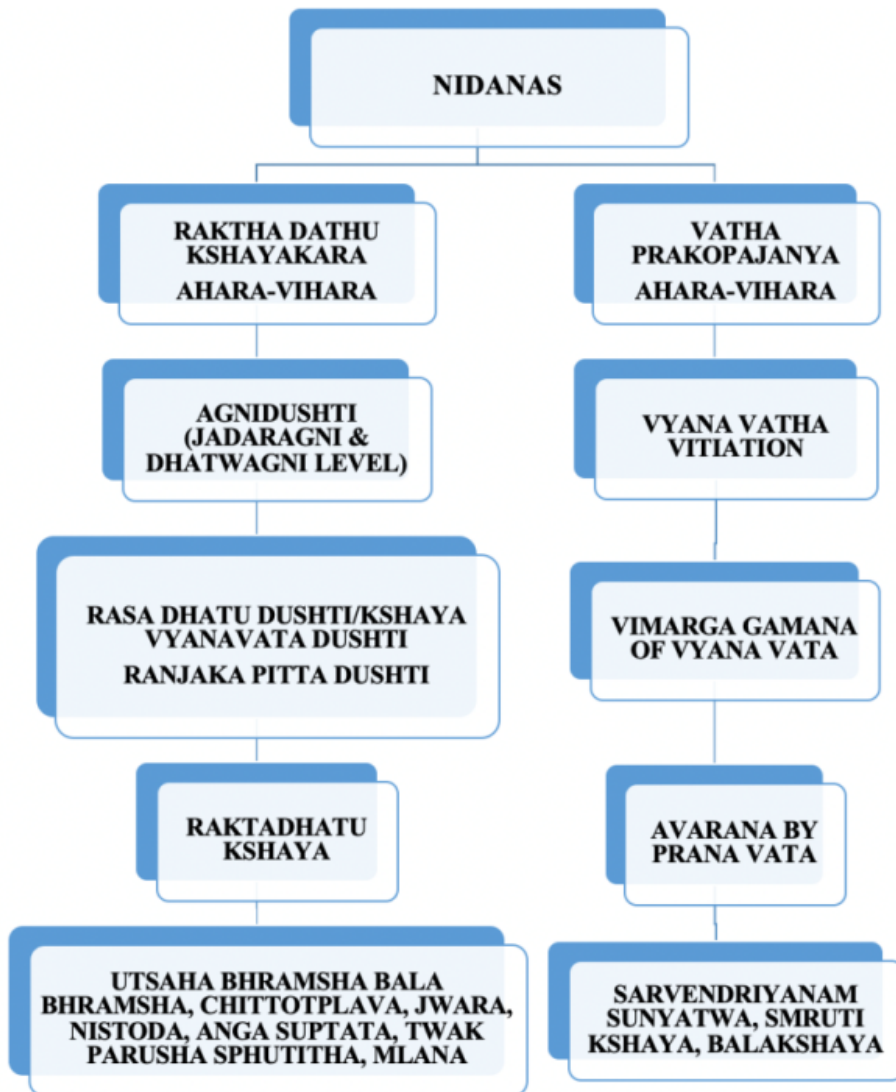 NIDANAS
RAKTHA DATHU
KSHAYAKARA
AHARA-VIHARA
AGNIDUSHTI
(JADARAGNI &
DHATWAGNI LEVEL)
RASA DHATU DUSHTI/KSHAYA
VYANAVATA DUSHTI
RANJAKA PITTA DUSHTI
RAKTADHATU
KSHAYA
UTSAHA BHRAMSHA BALA
BHRAMSHA, CHITTOTPLAVA, JWARA,
NISTODA, ANGA SUPTATA, TWAK
PARUSHA SPHUTITHA, MLANA
VATHA
PRAKOPAJANYA
AHARA-VIHARA
VYANA VATHA
VITIATION
VIMARGA GAMANA
OF VYANA VATA
AVARANA BY
PRANA VATA
SARVENDRIYANAM
SUNYATWA, SMRUTI
KSHAYA, BALAKSHAYA